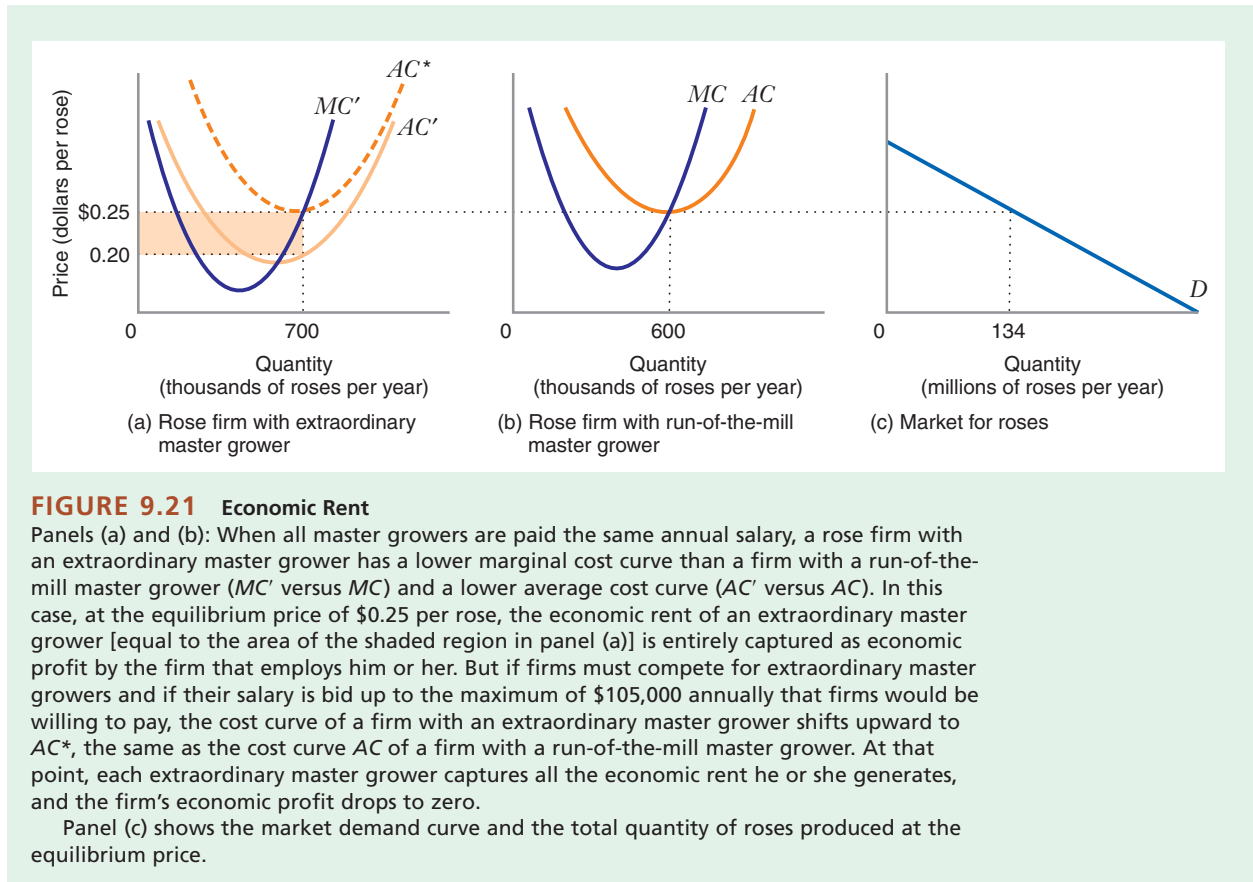 AC*
MC′
AC′
MC
AC
Price (dollars per rose)
$0.25
0.20
D
0
700
0
600
0
134
Quantity
(thousands of roses per year)
Quantity
(thousands of roses per year)
Quantity
(millions of roses per year)
(a) Rose firm with extraordinary
master grower
(b) Rose firm with run-of-the-mill
master grower
(c) Market for roses
FIGURE 9.21 Economic Rent
Panels (a) and (b): When all master growers are paid the same annual salary, a rose firm with
an extraordinary master grower has a lower marginal cost curve than a firm with a run-of-the-
mill master grower (MC′ versus MC) and a lower average cost curve (AC′ versus AC). In this
case, at the equilibrium price of $0.25 per rose, the economic rent of an extraordinary master
grower [equal to the area of the shaded region in panel (a)] is entirely captured as economic
profit by the firm that employs him or her. But if firms must compete for extraordinary master
growers and if their salary is bid up to the maximum of $105,000 annually that firms would be
willing to pay, the cost curve of a firm with an extraordinary master grower shifts upward to
AC*, the same as the cost curve AC of a firm with a run-of-the-mill master grower. At that
point, each extraordinary master grower captures all the economic rent he or she generates,
and the firm's economic profit drops to zero.
Panel (c) shows the market demand curve and the total quantity of roses produced at the
equilibrium price.